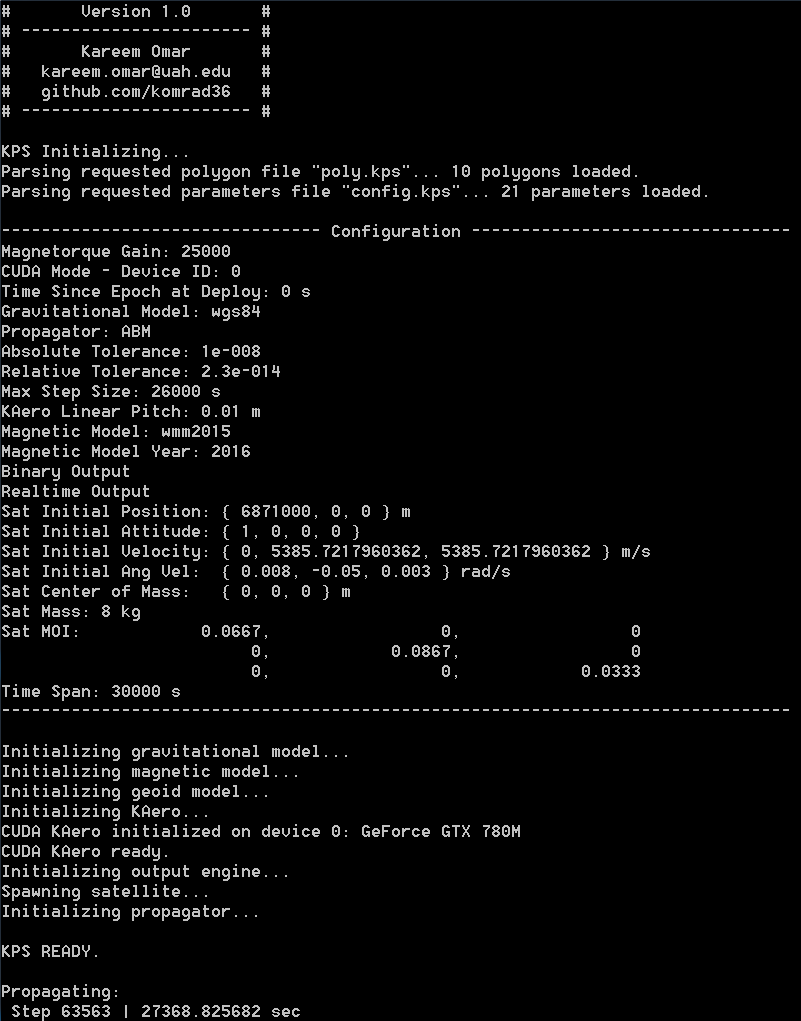 #       Version 1.0       #
# ----------------------- #
#       Kareem Omar       #
#   kareem.omar@uah.edu   #
#   github.com/komrad36   #
# ----------------------- #

KPS Initializing...
Parsing requested polygon file "poly.kps"... 10 polygons loaded.
Parsing requested parameters file "config.kps"... 21 parameters loaded.

-------------------------------- Configuration --------------------------------
Magnetorque Gain: 25000
CUDA Mode - Device ID: 0
Time Since Epoch at Deploy: 0 s
Gravitational Model: wgs84
Propagator: ABM
Absolute Tolerance: 1e-008
Relative Tolerance: 2.3e-014
Max Step Size: 26000 s
KAero Linear Pitch: 0.01 m
Magnetic Model: wmm2015
Magnetic Model Year: 2016
Binary Output
Realtime Output
Sat Initial Position: { 6871000, 0, 0 } m
Sat Initial Attitude: { 1, 0, 0, 0 }
Sat Initial Velocity: { 0, 5385.7217960362, 5385.7217960362 } m/s
Sat Initial Ang Vel:  { 0.008, -0.05, 0.003 } rad/s
Sat Center of Mass:   { 0, 0, 0 } m
Sat Mass: 8 kg
Sat MOI:            0.0667,                 0,                 0
                         0,            0.0867,                 0
                         0,                 0,            0.0333
Time Span: 30000 s
-------------------------------------------------------------------------------

Initializing gravitational model...
Initializing magnetic model...
Initializing geoid model...
Initializing KAero...
CUDA KAero initialized on device 0: GeForce GTX 780M
CUDA KAero ready.
Initializing output engine...
Spawning satellite...
Initializing propagator...

KPS READY.

Propagating:
 Step 63563 | 27368.825682 sec